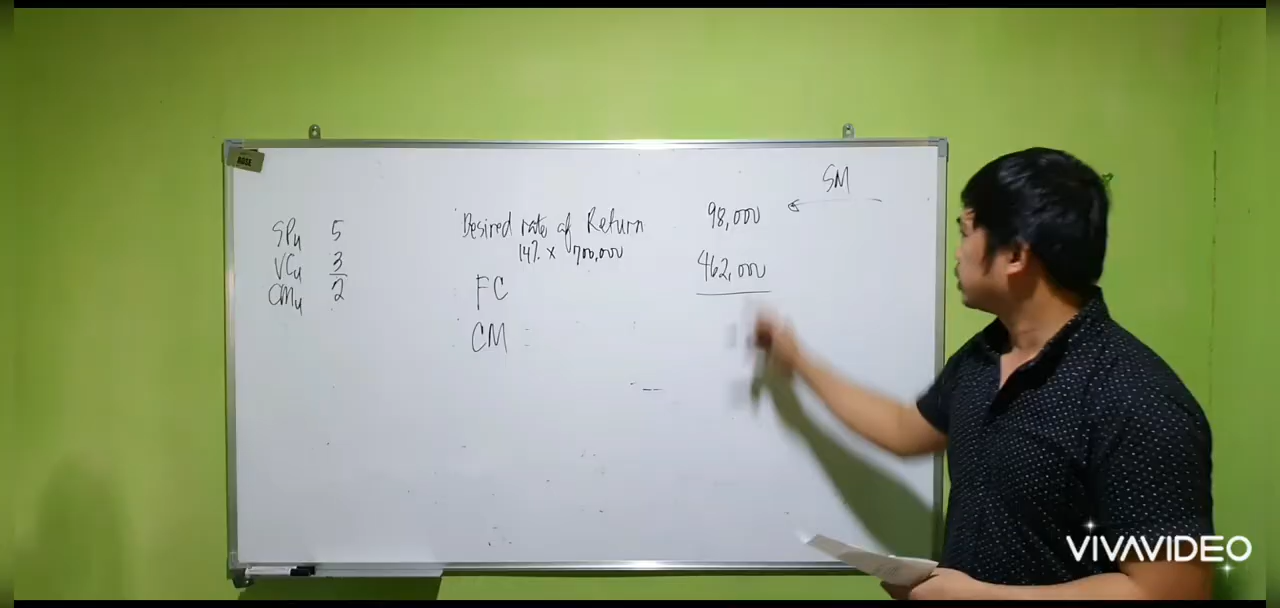 SM
SPu 5
VCu 3
CMu 2
Desired rate of Return 98,000
14% x 700,000
FC 462,000
CM =
VIVAVIDEO